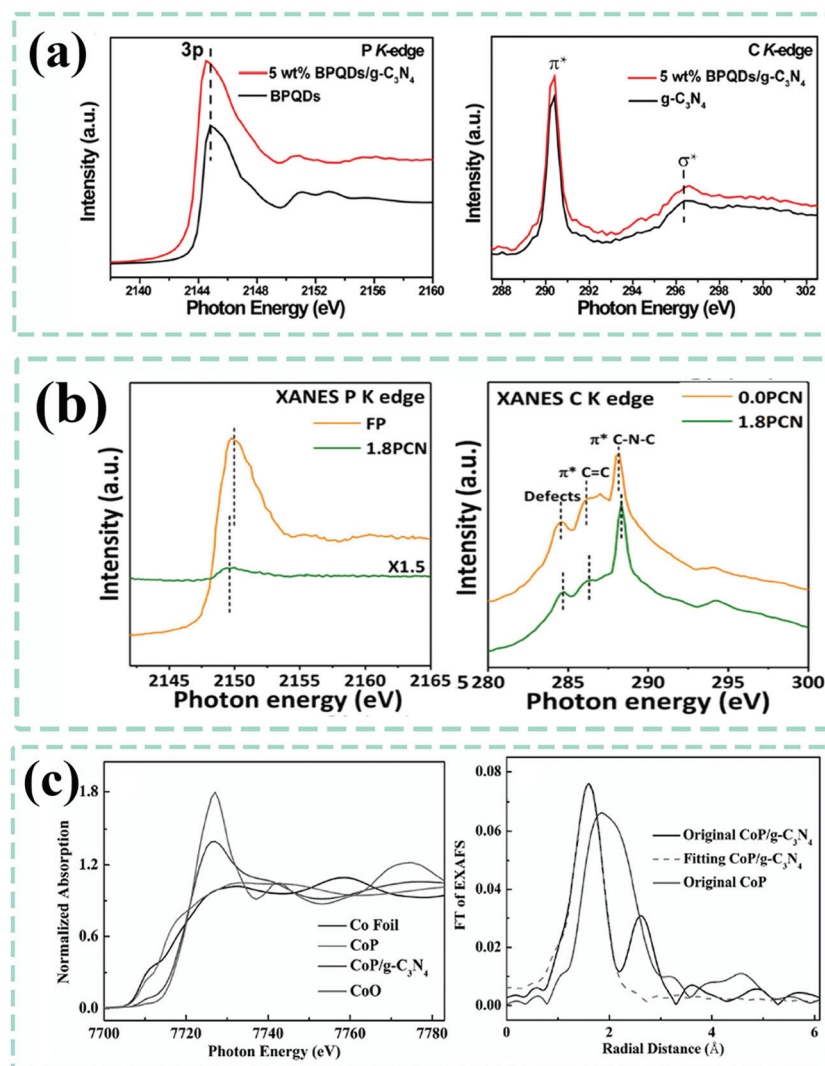 (a)
3p
P K-edge
5 wt% BPQDs/g-C₃N₄
BPQDs
Intensity (a.u.)
2140 2144 2148 2152 2156 2160
Photon Energy (eV)
C K-edge
π*
5 wt% BPQDs/g-C₃N₄
g-C₃N₄
σ*
Intensity (a.u.)
288 290 292 294 296 298 300 302
Photon Energy (eV)
(b)
XANES P K edge
FP
1.8PCN
X1.5
Intensity (a.u.)
2145 2150 2155 2160 2165
Photon energy (eV)
XANES C K edge
0.0PCN
1.8PCN
π* C-N-C
π* C=C
Defects
Intensity (a.u.)
5 280 285 290 295 300
Photon energy (eV)
(c)
Normalized Absorption
1.8
1.2
0.6
0.0
Co Foil
CoP
CoP/g-C₃N₄
CoO
7700 7720 7740 7760 7780
Photon Energy (eV)
FT of EXAFS
0.08
0.06
0.04
0.02
0.00
Original CoP/g-C₃N₄
Fitting CoP/g-C₃N₄
Original CoP
0 2 4 6
Radial Distance (Å)